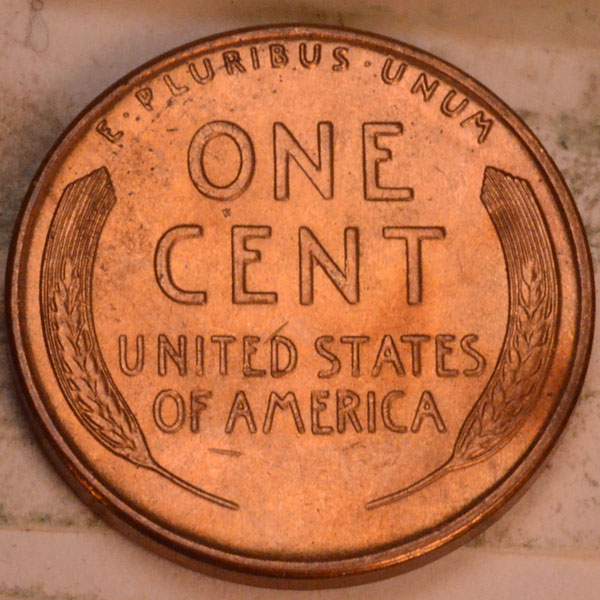 E · PLURIBUS · UNUM
ONE
CENT
UNITED STATES
OF AMERICA